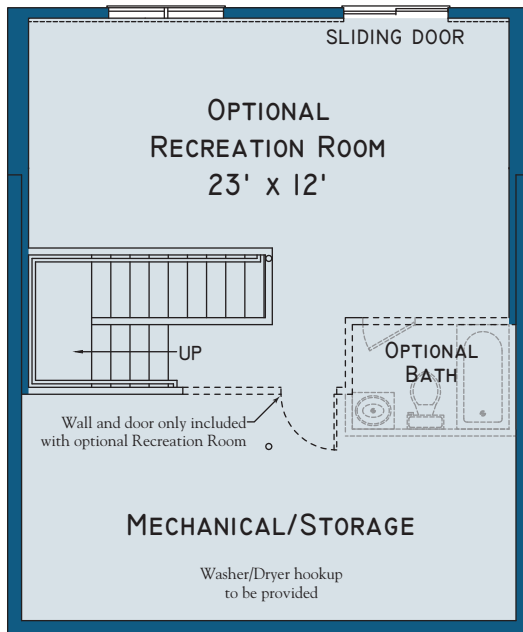 SLIDING DOOR
OPTIONAL
RECREATION ROOM
23' x 12'
UP
OPTIONAL
BATH
Wall and door only included
with optional Recreation Room
MECHANICAL/STORAGE
Washer/Dryer hookup
to be provided